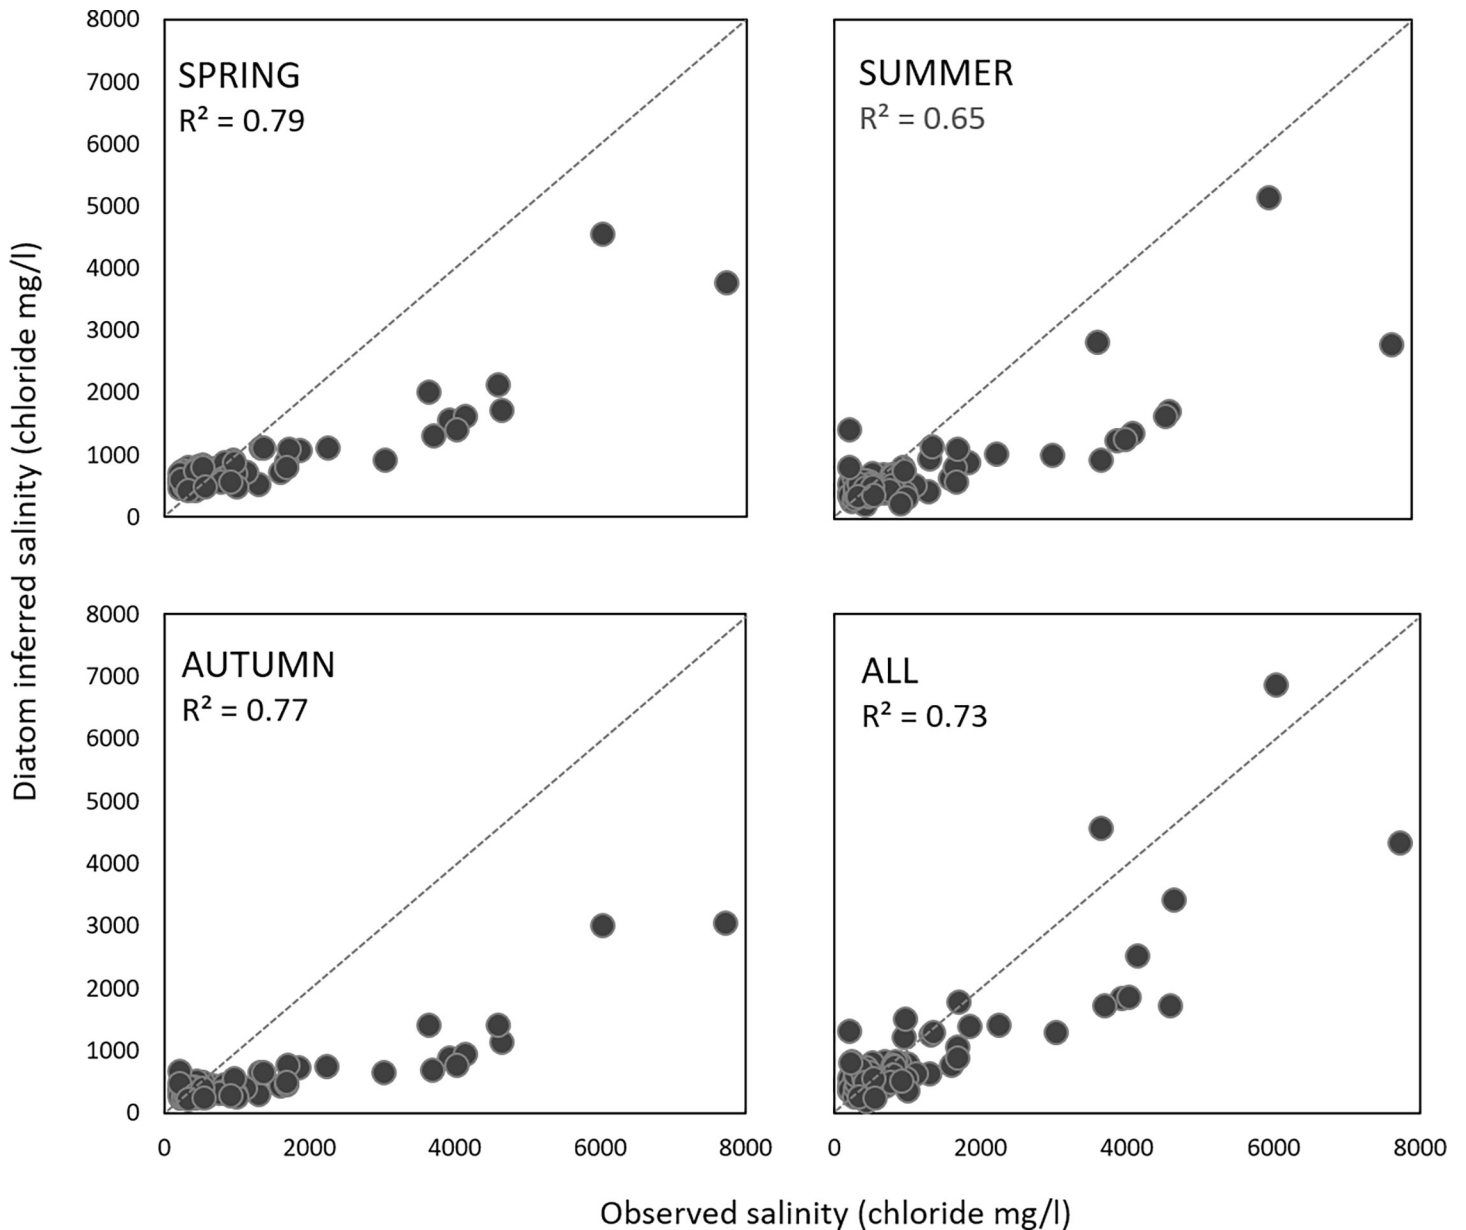 8000
7000
6000
5000
4000
3000
2000
1000
0
SPRING
R² = 0.79
SUMMER
R² = 0.65
Diatom inferred salinity (chloride mg/l)
8000
7000
6000
5000
4000
3000
2000
1000
0
AUTUMN
R² = 0.77
ALL
R² = 0.73
0 2000 4000 6000 8000
0 2000 4000 6000 8000
Observed salinity (chloride mg/l)